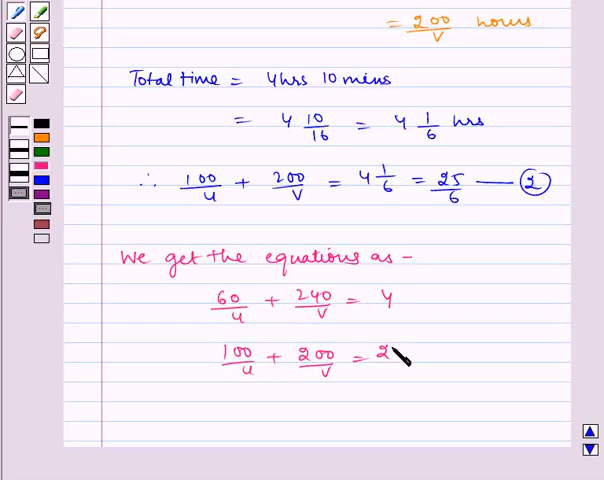 = 200/V hours
Total time = 4hrs 10 mins
= 4 10/16 = 4 1/6 hrs
∴ 100/u + 200/V = 4 1/6 = 25/6 — (2)
We get the equations as -
60/u + 240/V = 4
100/u + 200/V = 2